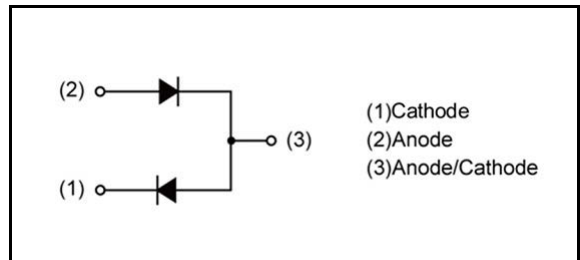 (2)
(3)
(1)
(1)Cathode
(2)Anode
(3)Anode/Cathode